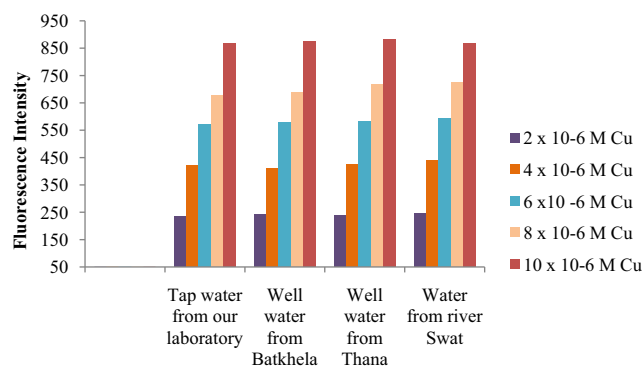 Fluorescence Intensity
950
850
750
650
550
450
350
250
150
50
Tap water
from our
laboratory
Well
water
from
Batkhela
Well
water
from
Thana
Water
from river
Swat
2 x 10-6 M Cu
4 x 10-6 M Cu
6 x10 -6 M Cu
8 x 10-6 M Cu
10 x 10-6 M Cu